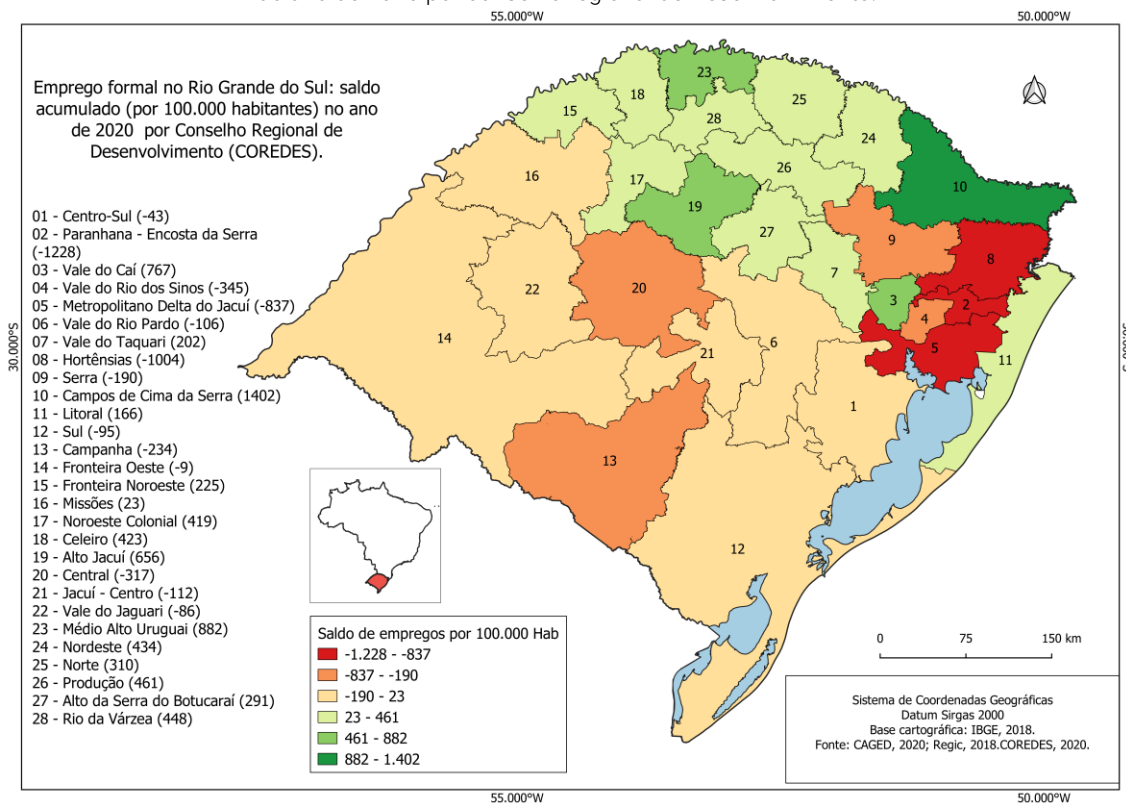 55.000°W
50.000°W
Emprego formal no Rio Grande do Sul: saldo
acumulado (por 100.000 habitantes) no ano
de 2020 por Conselho Regional de
Desenvolvimento (COREDES).
01 - Centro-Sul (-43)
02 - Paranhana - Encosta da Serra
(-1228)
03 - Vale do Caí (767)
04 - Vale do Rio dos Sinos (-345)
05 - Metropolitano Delta do Jacuí (-837)
06 - Vale do Rio Pardo (-106)
07 - Vale do Taquari (202)
08 - Hortênsias (-1004)
09 - Serra (-190)
10 - Campos de Cima da Serra (1402)
11 - Litoral (166)
12 - Sul (-95)
13 - Campanha (-234)
14 - Fronteira Oeste (-9)
15 - Fronteira Noroeste (225)
16 - Missões (23)
17 - Noroeste Colonial (419)
18 - Celeiro (423)
19 - Alto Jacuí (656)
20 - Central (-317)
21 - Jacuí - Centro (-112)
22 - Vale do Jaguari (-86)
23 - Médio Alto Uruguai (882)
24 - Nordeste (434)
25 - Norte (310)
26 - Produção (461)
27 - Alto da Serra do Botucaraí (291)
28 - Rio da Várzea (448)
30.000°S
23
18
25
15
28
24
26
16
17
10
19
27
9
8
7
22
20
3
2
4
14
6
5
21
11
1
13
12
Saldo de empregos por 100.000 Hab
-1.228 - -837
-837 - -190
-190 - 23
23 - 461
461 - 882
882 - 1.402
0 75 150 km
Sistema de Coordenadas Geográficas
Datum Sirgas 2000
Base cartográfica: IBGE, 2018.
Fonte: CAGED, 2020; Regic, 2018.COREDES, 2020.
55.000°W
50.000°W